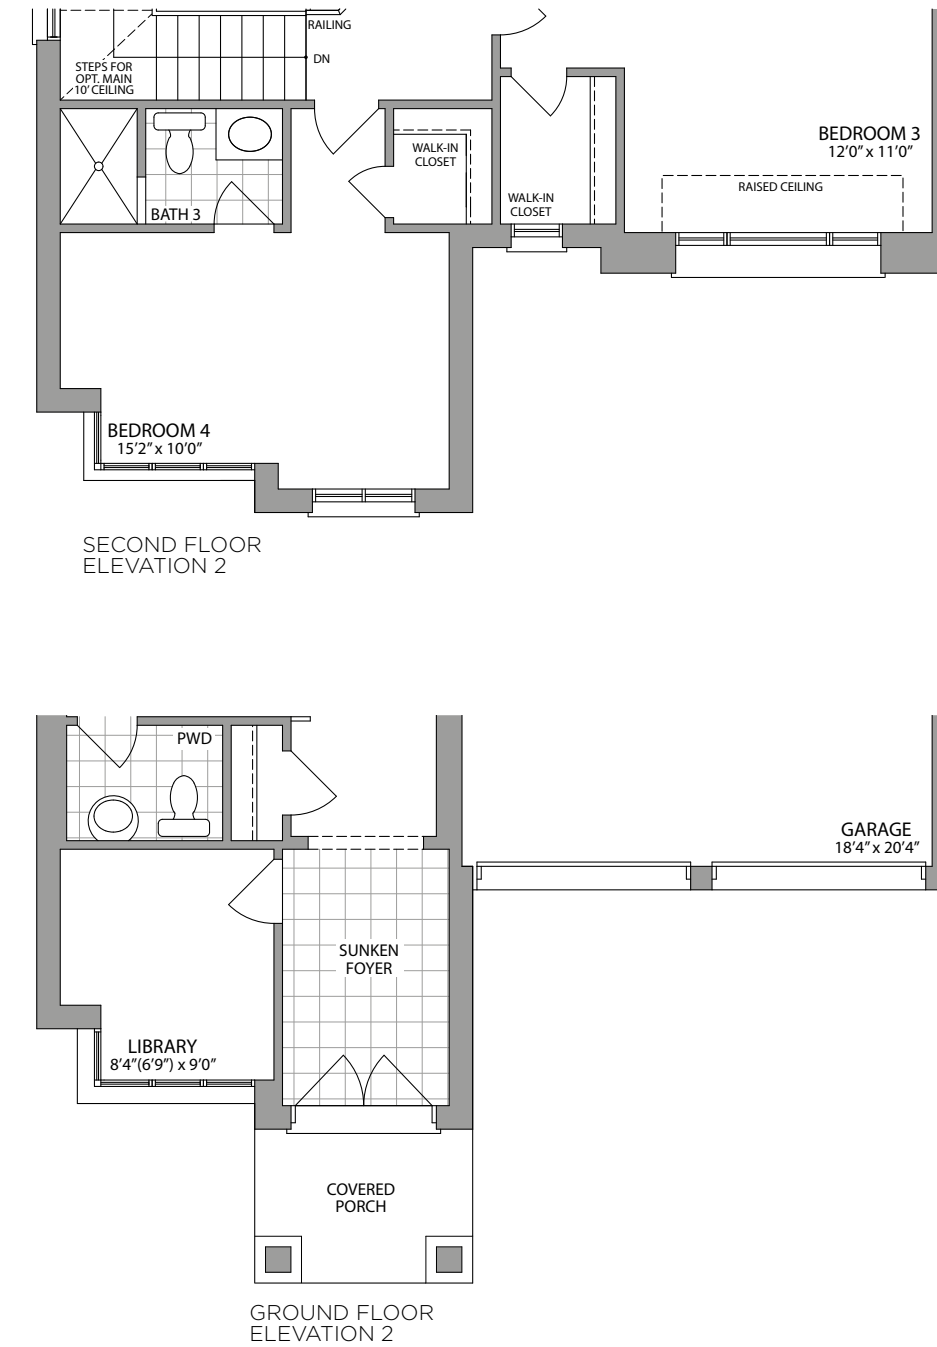 RAILING
DN
STEPS FOR
OPT. MAIN
10' CEILING
BEDROOM 3
12'0" x 11'0"
WALK-IN
CLOSET
RAISED CEILING
WALK-IN
CLOSET
BATH 3
BEDROOM 4
15'2" x 10'0"
SECOND FLOOR
ELEVATION 2
PWD
GARAGE
18'4" x 20'4"
SUNKEN
FOYER
LIBRARY
8'4"(6'9") x 9'0"
COVERED
PORCH
GROUND FLOOR
ELEVATION 2